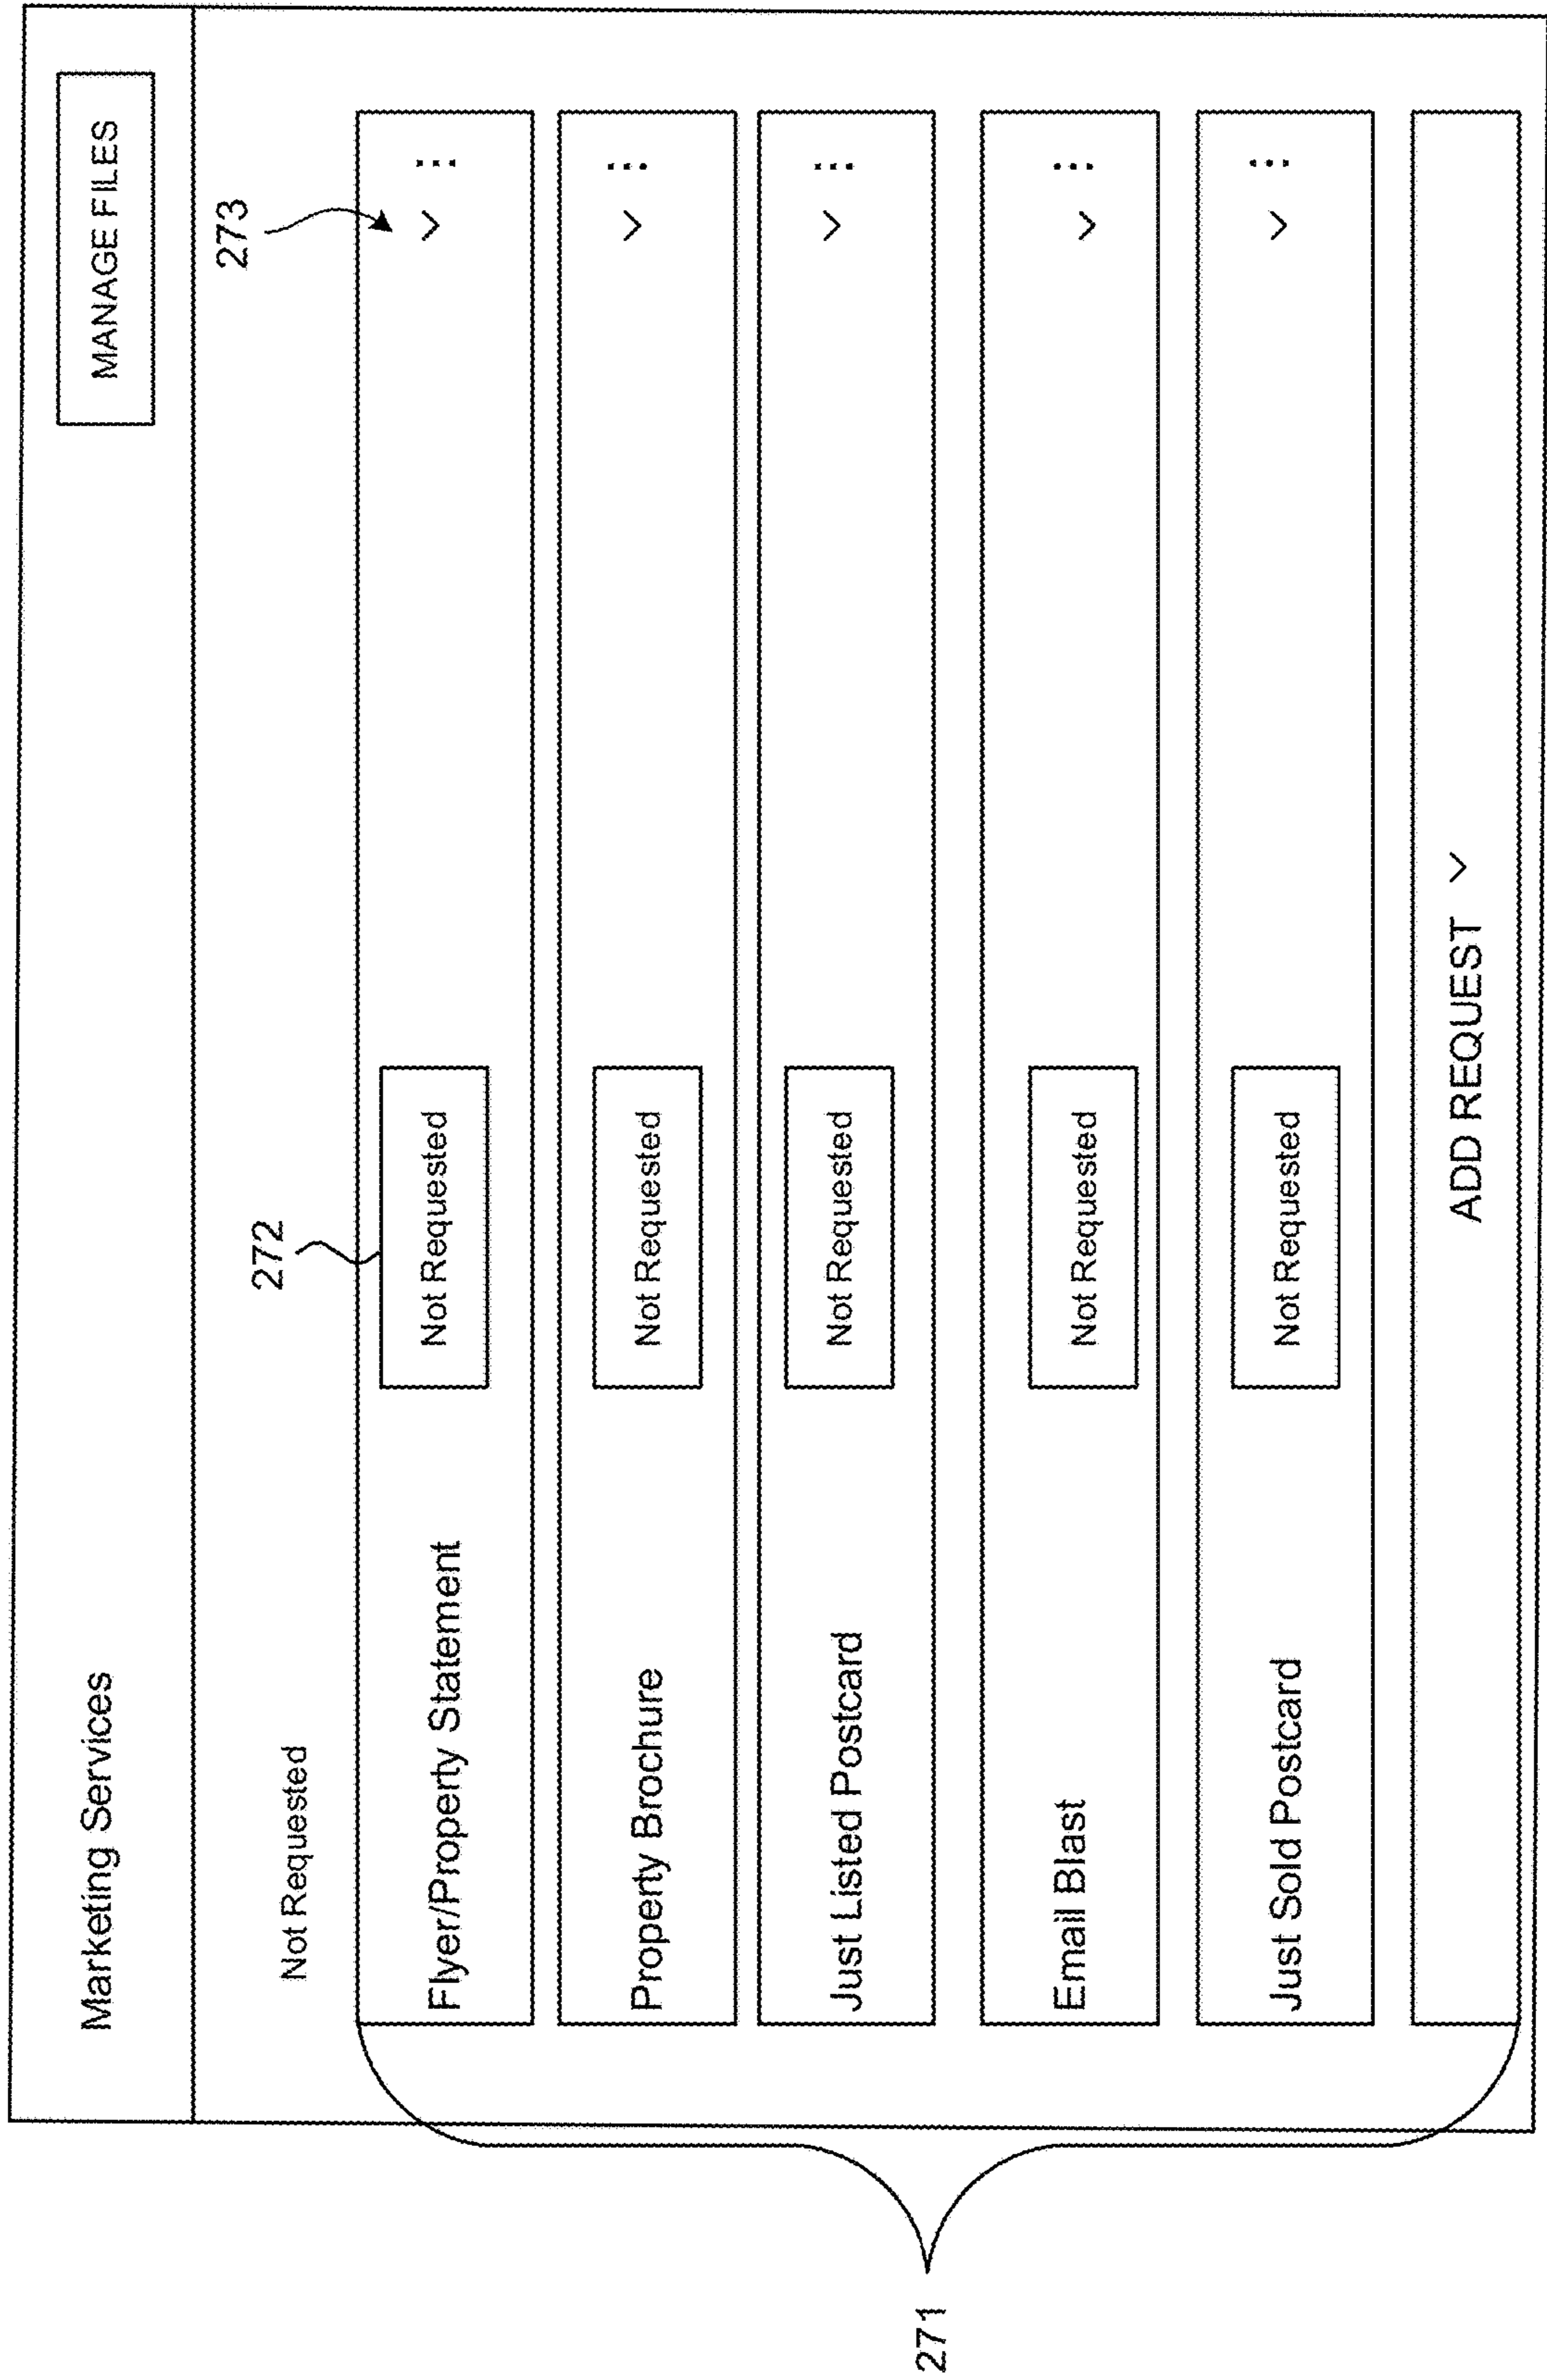 Marketing Services
MANAGE FILES
273
272
Not Requested
Flyer/Property Statement
Not Requested
Property Brochure
Not Requested
Just Listed Postcard
Not Requested
Email Blast
Not Requested
Just Sold Postcard
Not Requested
ADD REQUEST
271